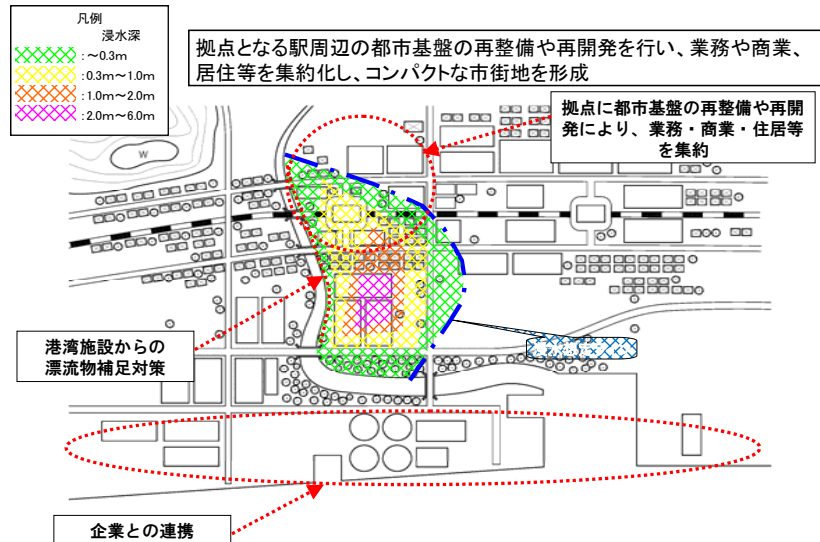 凡例
浸水深
:~0.3m
:0.3m~1.0m
:1.0m~2.0m
:2.0m~6.0m
拠点となる駅周辺の都市基盤の再整備や再開発を行い、業務や商業、
居住等を集約化し、コンパクトな市街地を形成
拠点に都市基盤の再整備や再開
発により、業務・商業・住居等
を集約
W
港湾施設からの
漂流物補足対策
企業との連携